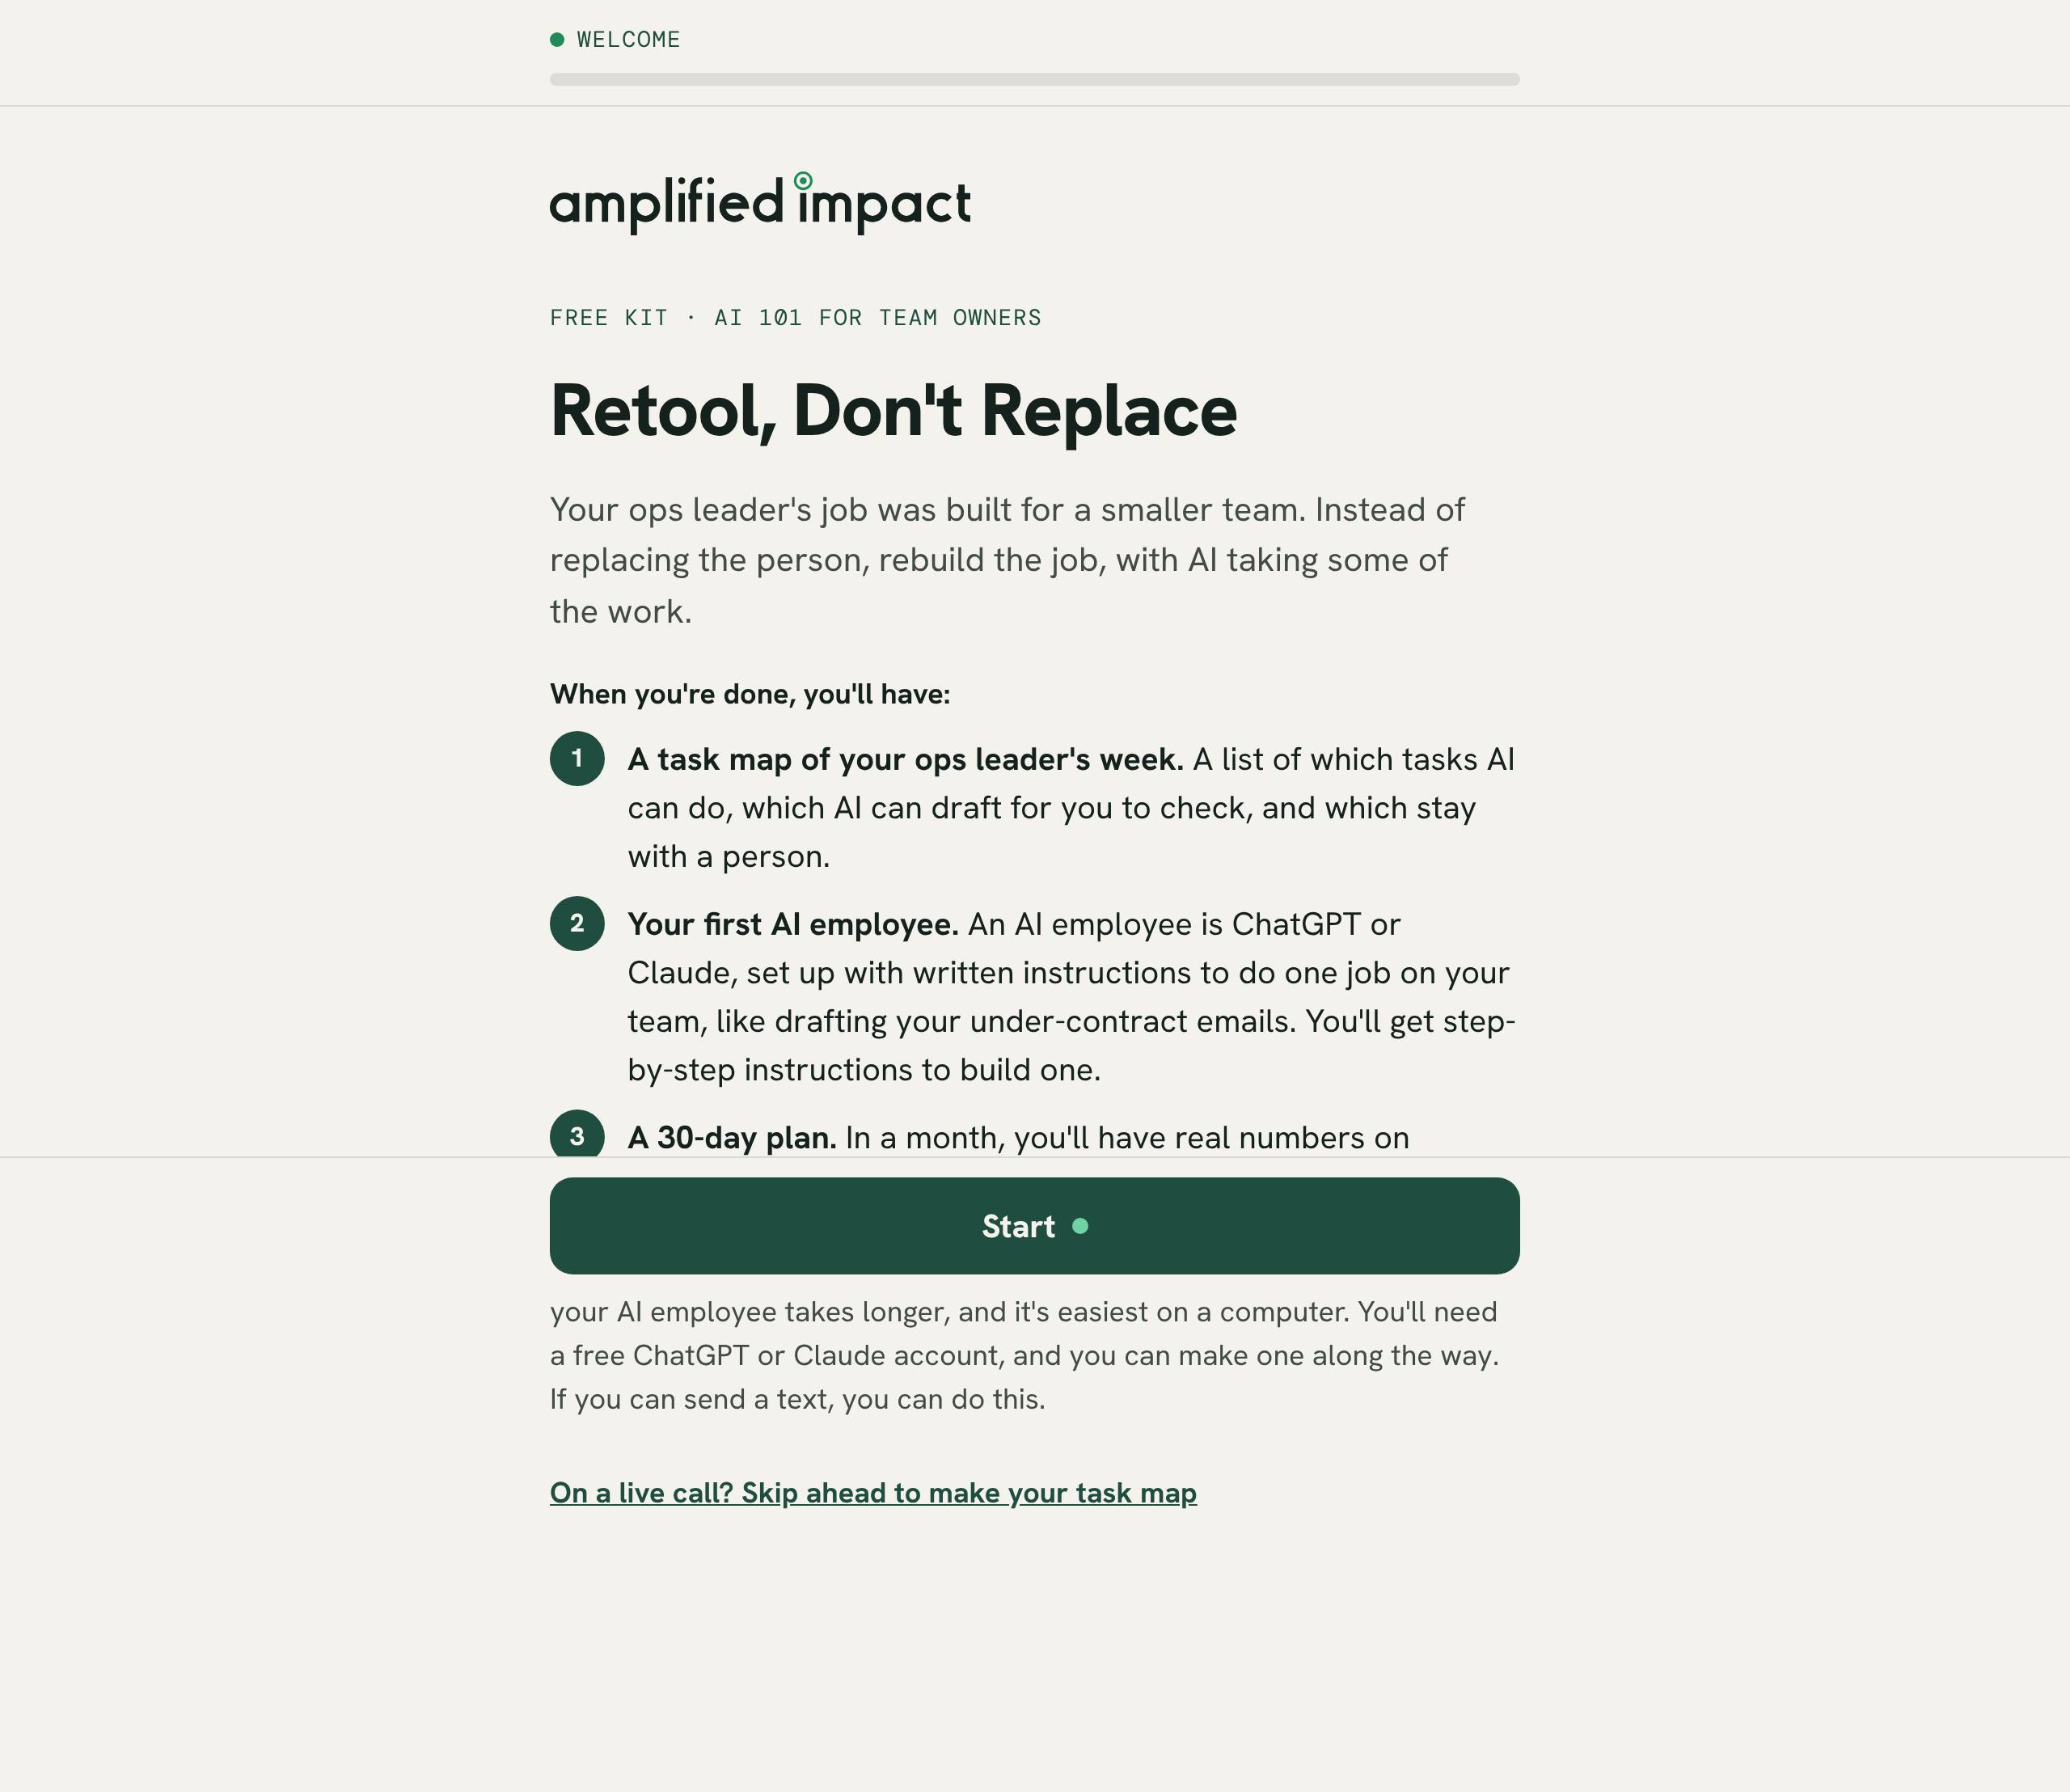 WELCOME
amplified impact
FREE KIT · AI 101 FOR TEAM OWNERS
Retool, Don't Replace
Your ops leader's job was built for a smaller team. Instead of
replacing the person, rebuild the job, with AI taking some of
the work.
When you're done, you'll have:
1 A task map of your ops leader's week. A list of which tasks AI
can do, which AI can draft for you to check, and which stay
with a person.
2 Your first AI employee. An AI employee is ChatGPT or
Claude, set up with written instructions to do one job on your
team, like drafting your under-contract emails. You'll get step-
by-step instructions to build one.
3 A 30-day plan. In a month, you'll have real numbers on
Start
your AI employee takes longer, and it's easiest on a computer. You'll need
a free ChatGPT or Claude account, and you can make one along the way.
If you can send a text, you can do this.
On a live call? Skip ahead to make your task map